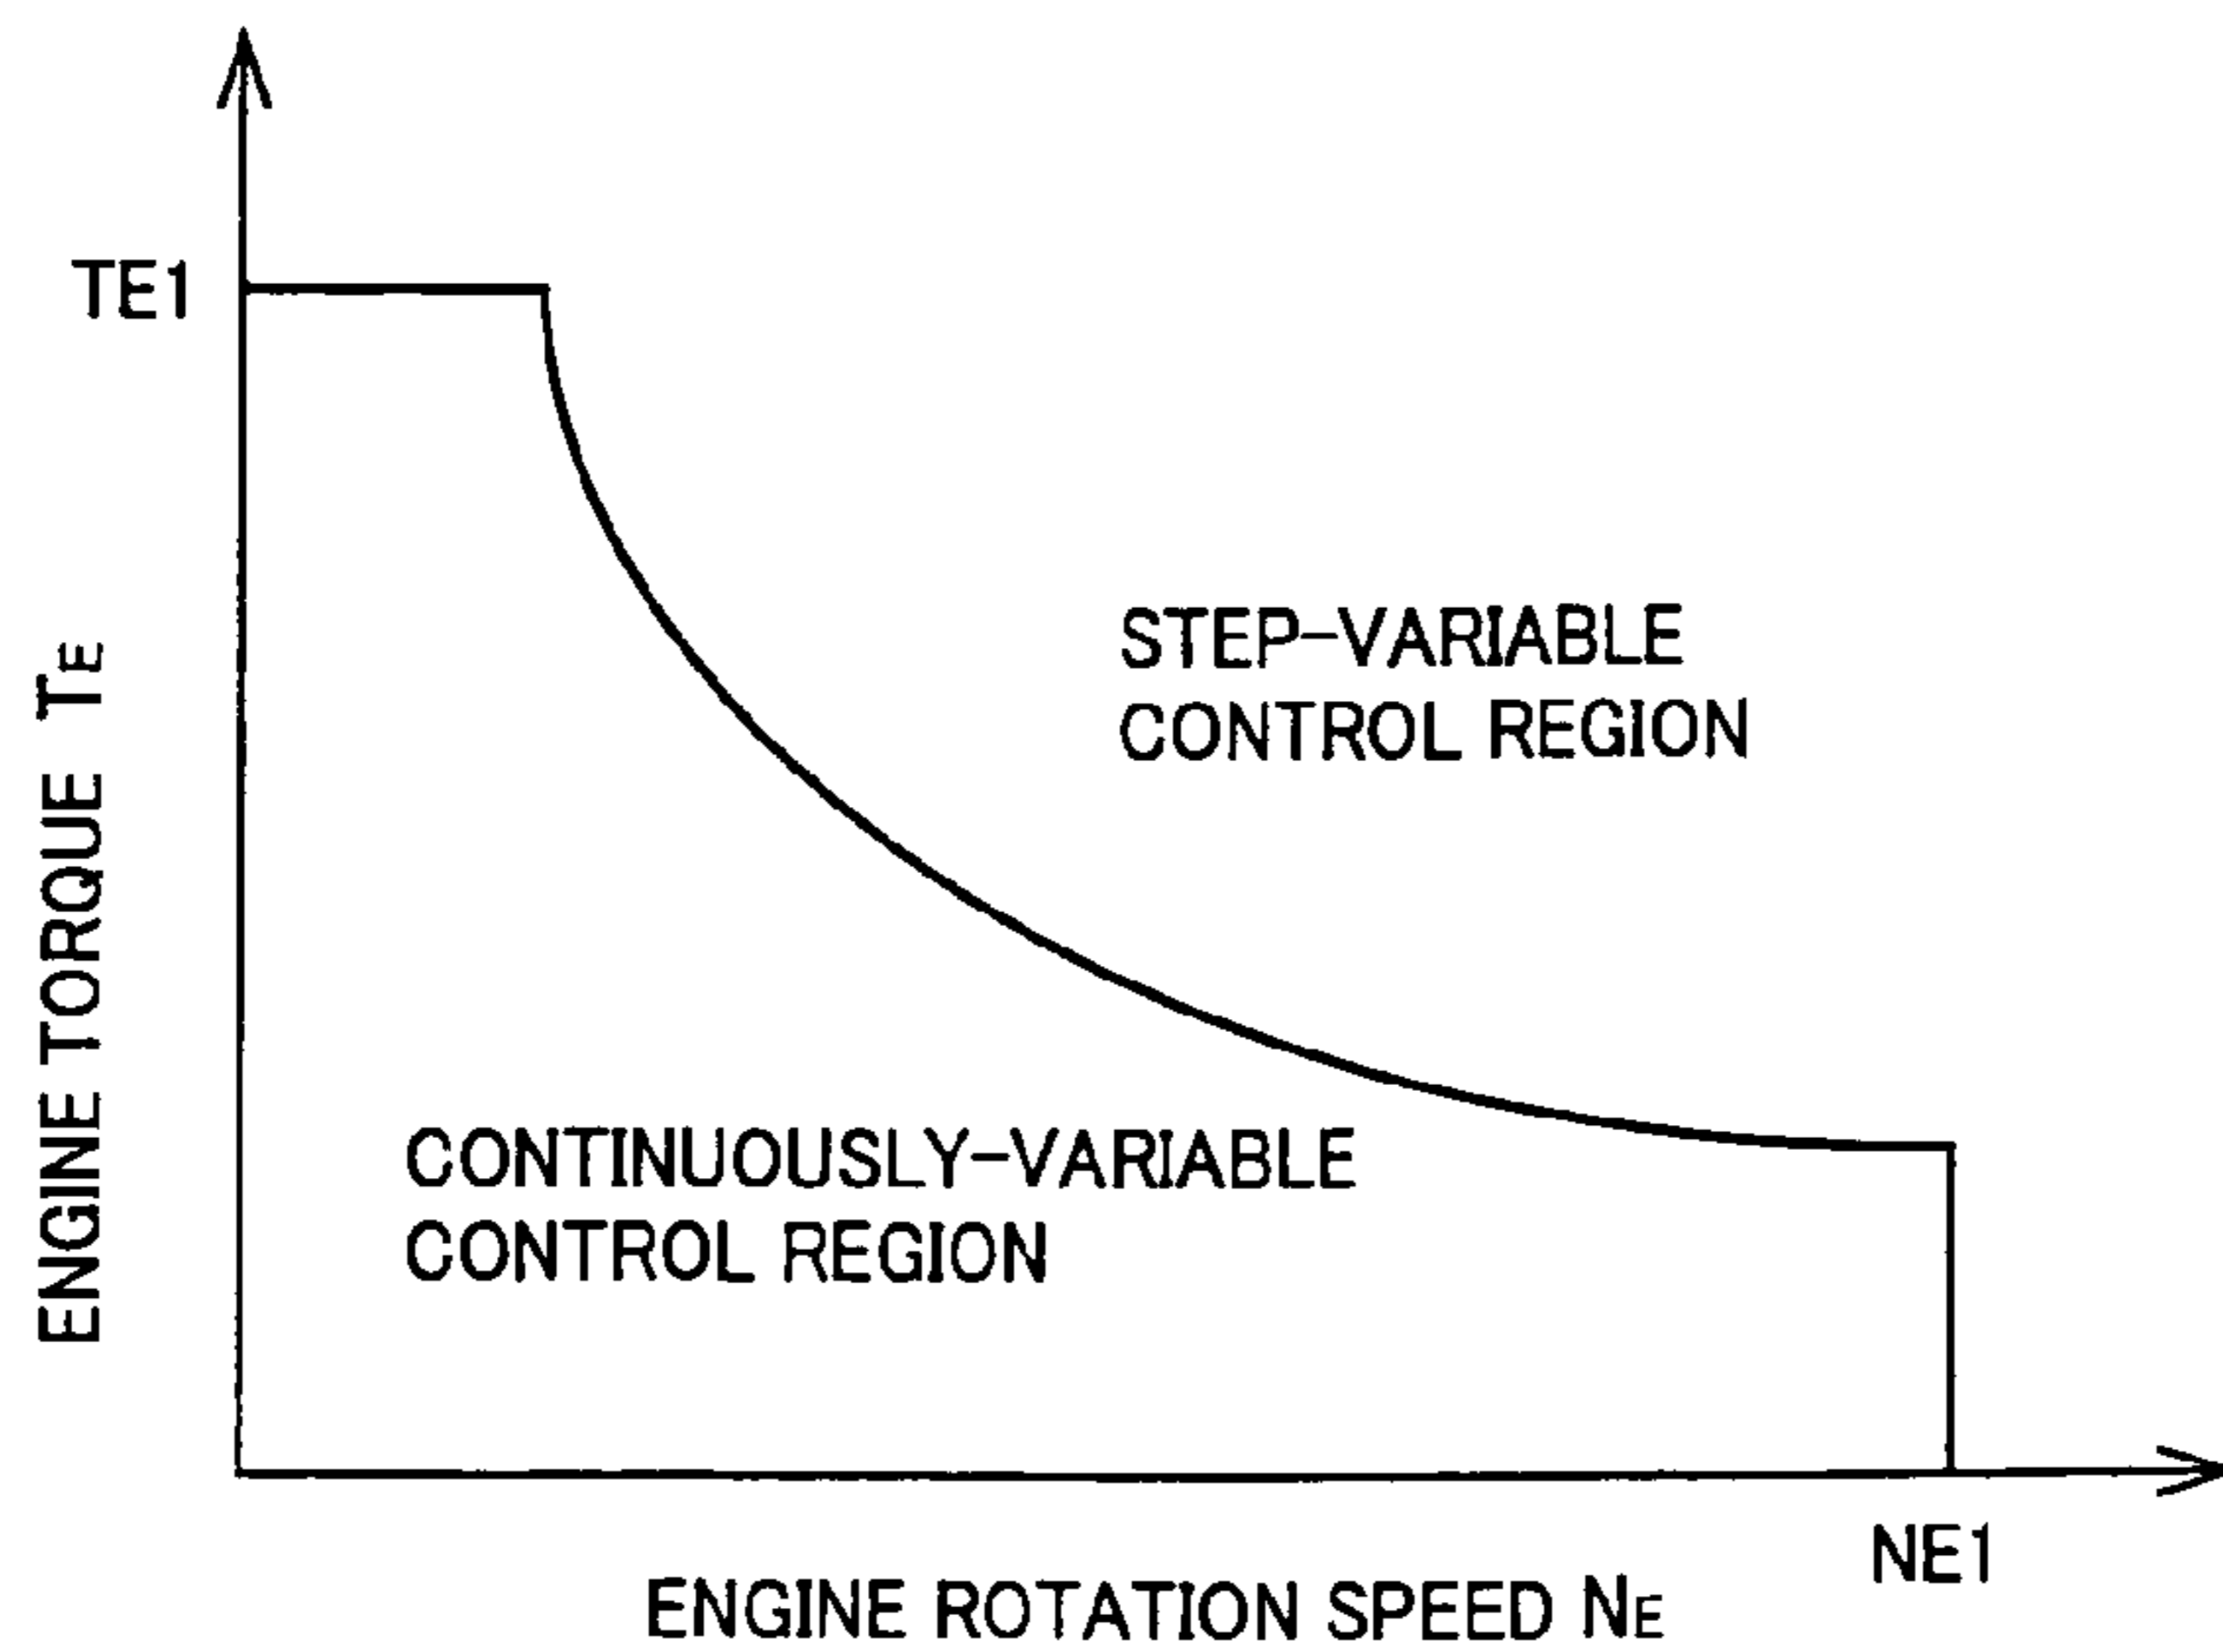 TE1
ENGINE TORQUE TE
STEP-VARIABLE
CONTROL REGION
CONTINUOUSLY-VARIABLE
CONTROL REGION
NE1
ENGINE ROTATION SPEED NE